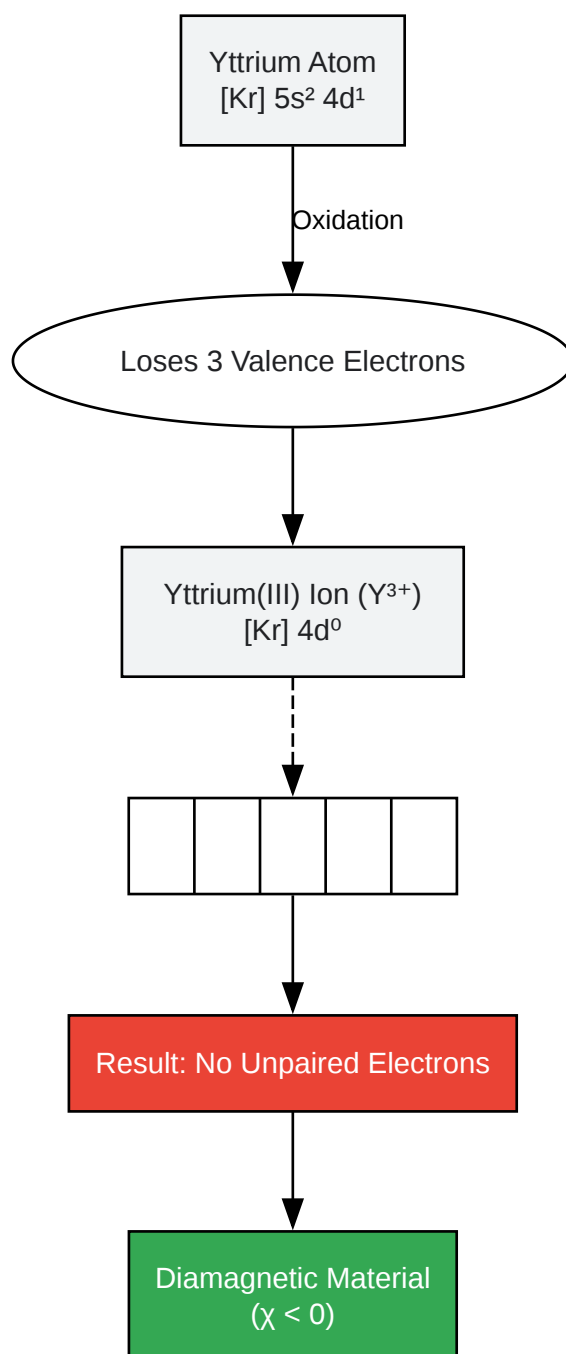 Yttrium Atom
[Kr] 5s² 4d¹
Oxidation
Loses 3 Valence Electrons
Yttrium(III) Ion (Y³⁺)
[Kr] 4d⁰
Result: No Unpaired Electrons
Diamagnetic Material
(χ < 0)